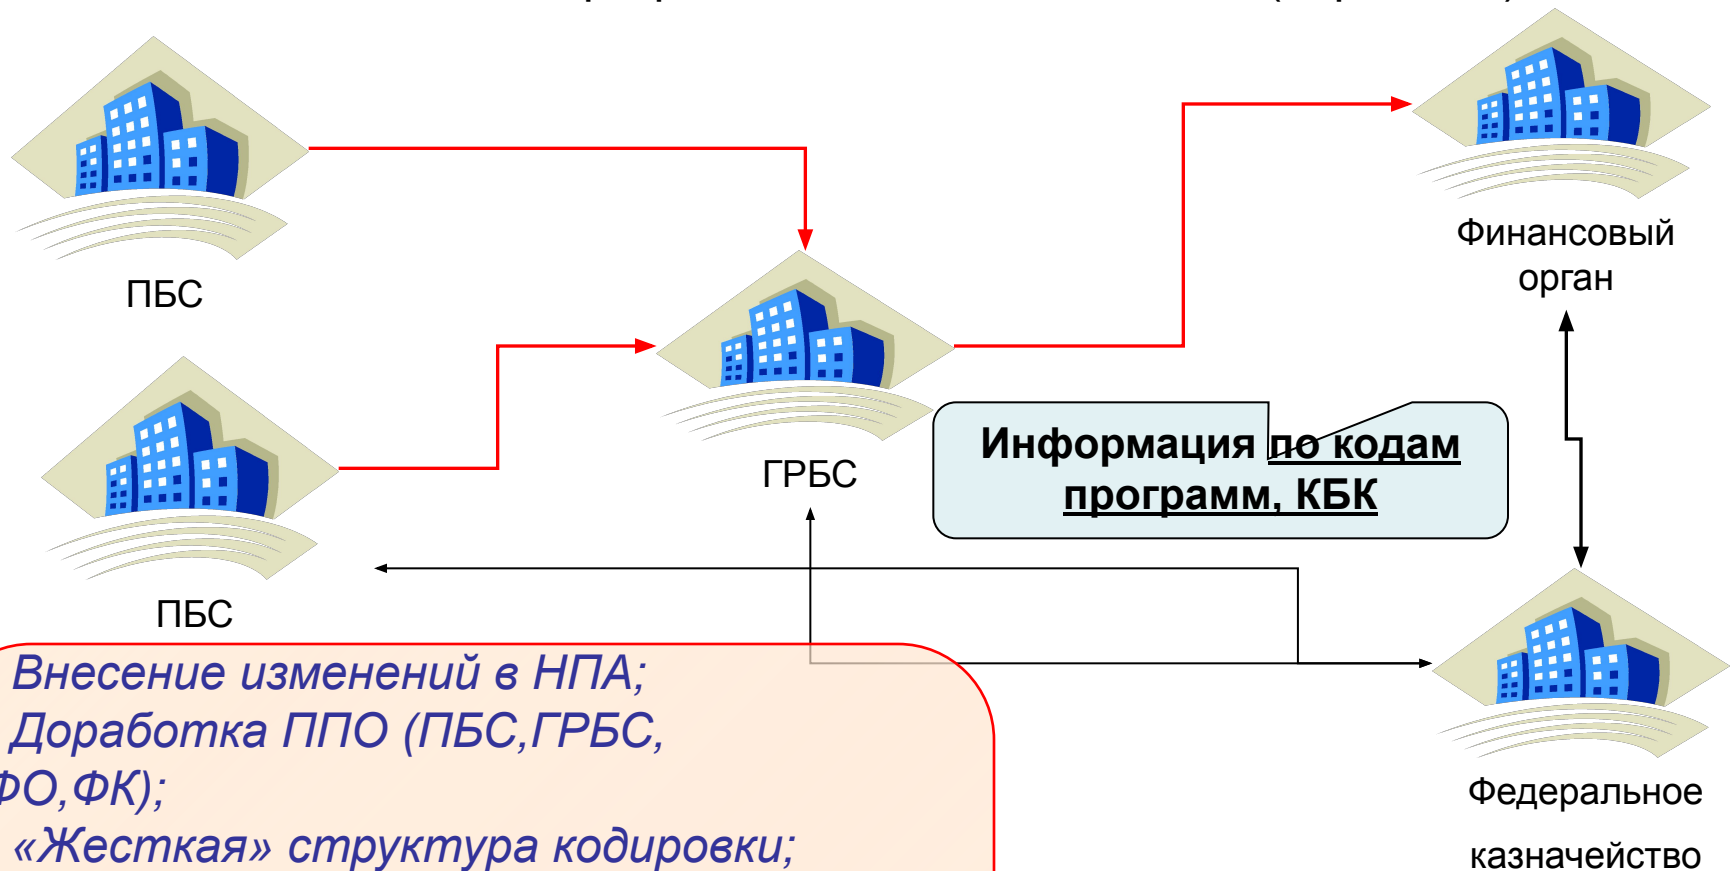 ПБС
Финансовый
орган
ГРБС
Информация по кодам
программ, КБК
ПБС
Внесение изменений в НПА;
Доработка ППО (ПБС,ГРБС,
ФО,ФК);
«Жесткая» структура кодировки;
Федеральное
казначейство